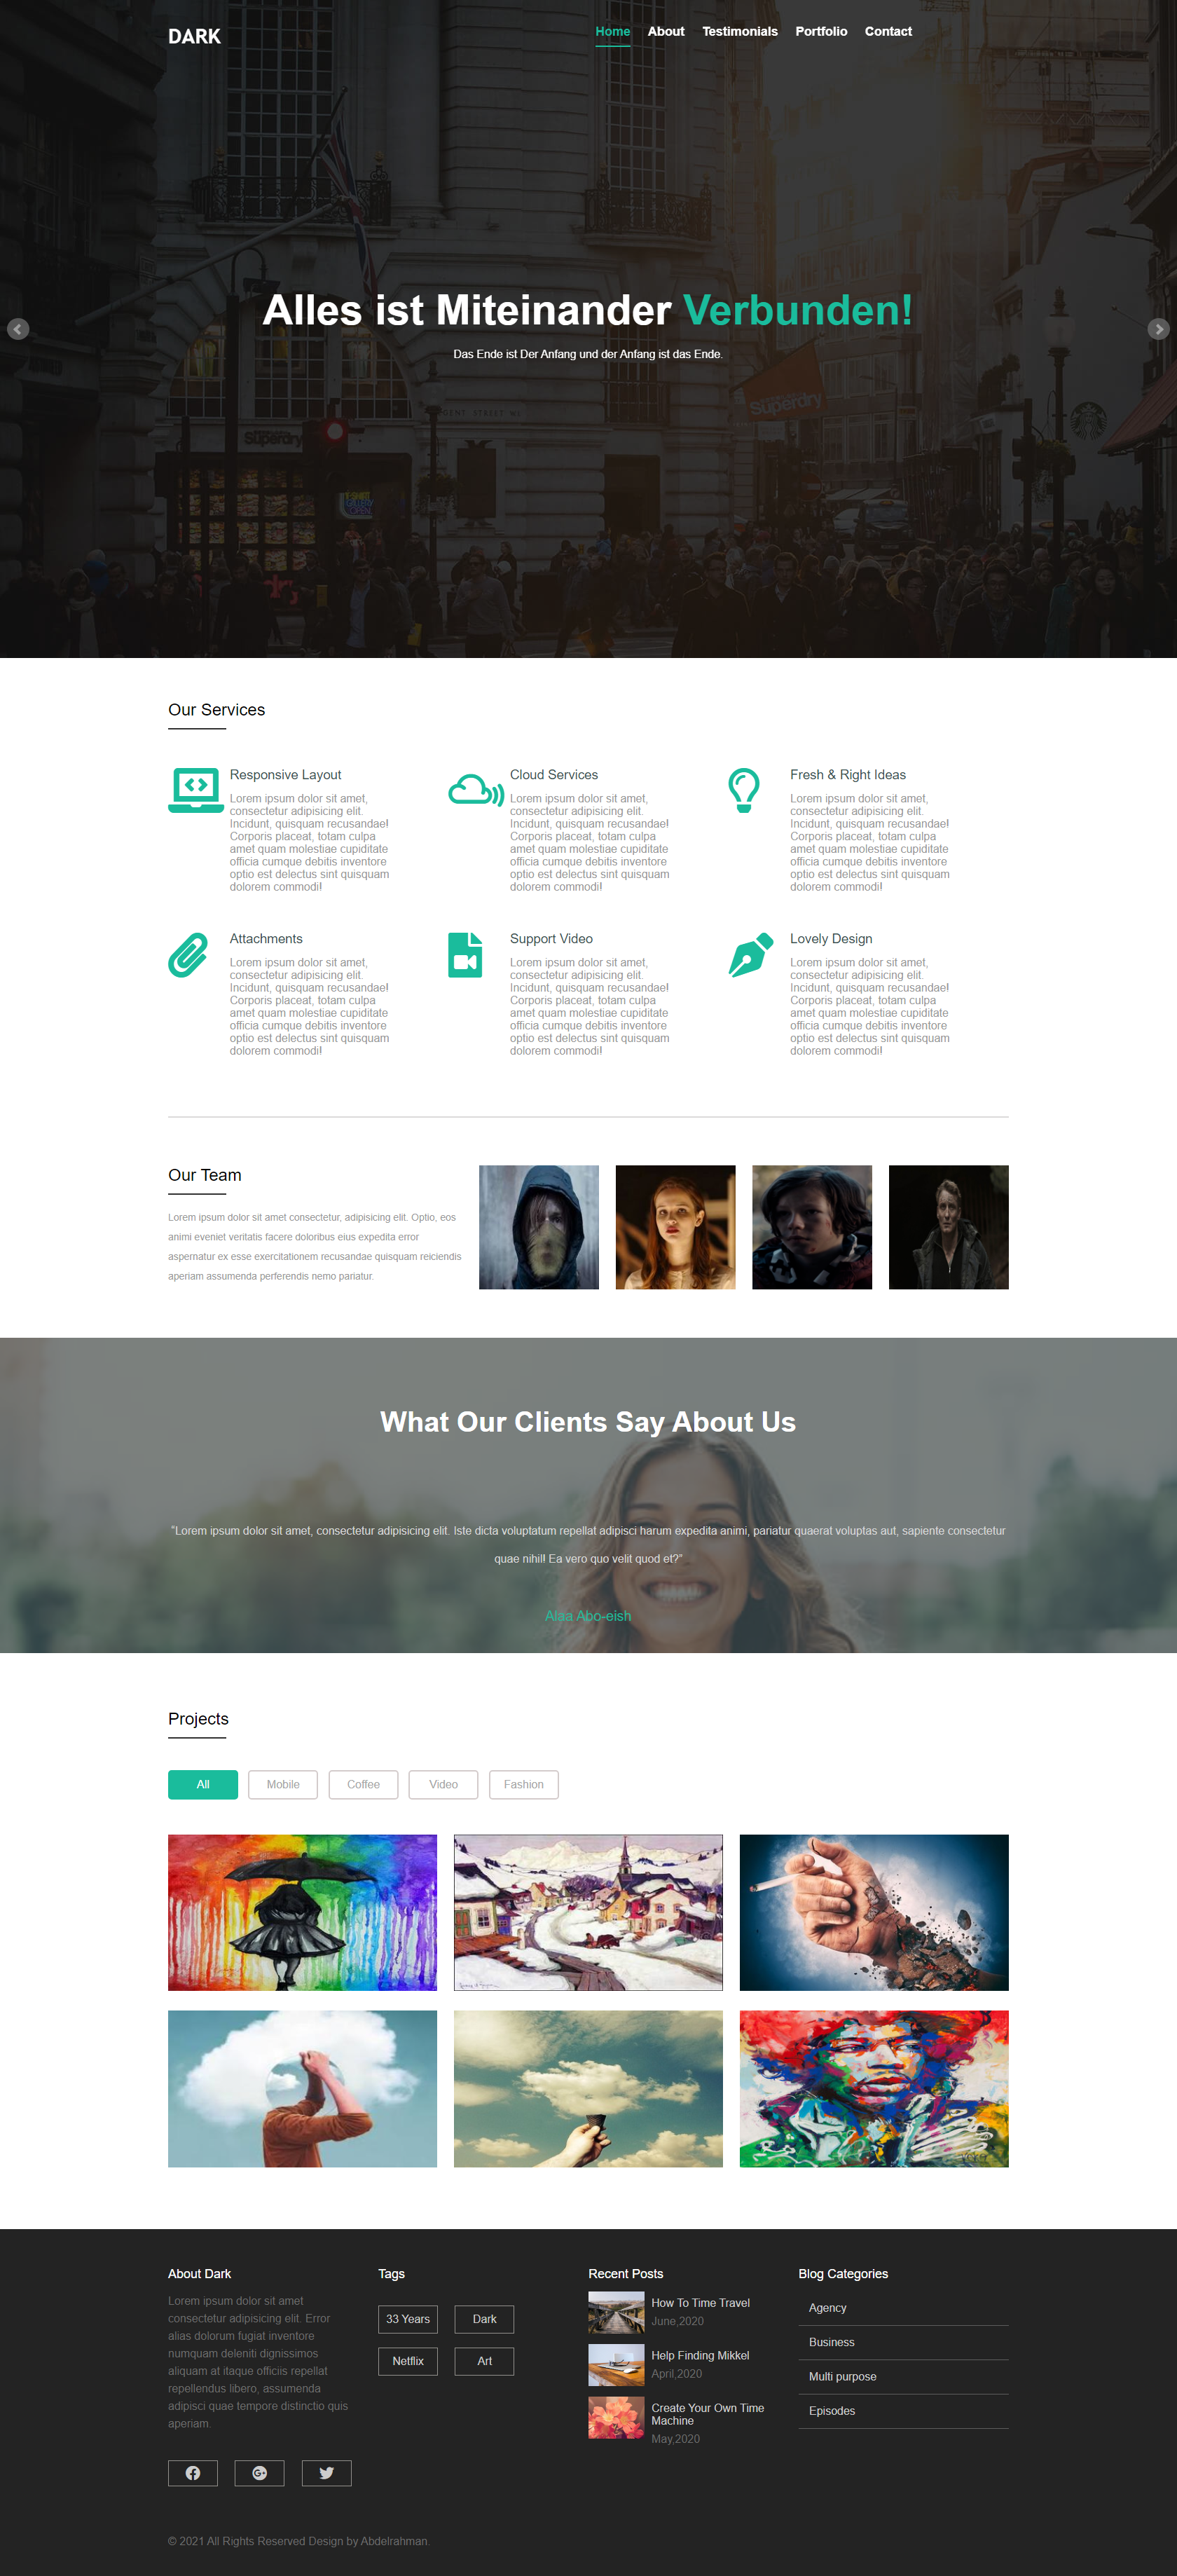 DARK
Home About Testimonials Portfolio Contact
Alles ist Miteinander Verbunden!
Das Ende ist Der Anfang und der Anfang ist das Ende.
Superdry
Superdry
Our Services
Responsive Layout
Lorem ipsum dolor sit amet,
consectetur adipisicing elit.
Incidunt, quisquam recusandae!
Corporis placeat, totam culpa
amet quam molestiae cupiditate
officia cumque debitis inventore
optio est delectus sint quisquam
dolorem commodi!
Cloud Services
Lorem ipsum dolor sit amet,
consectetur adipisicing elit.
Incidunt, quisquam recusandae!
Corporis placeat, totam culpa
amet quam molestiae cupiditate
officia cumque debitis inventore
optio est delectus sint quisquam
dolorem commodi!
Fresh & Right Ideas
Lorem ipsum dolor sit amet,
consectetur adipisicing elit.
Incidunt, quisquam recusandae!
Corporis placeat, totam culpa
amet quam molestiae cupiditate
officia cumque debitis inventore
optio est delectus sint quisquam
dolorem commodi!
Attachments
Lorem ipsum dolor sit amet,
consectetur adipisicing elit.
Incidunt, quisquam recusandae!
Corporis placeat, totam culpa
amet quam molestiae cupiditate
officia cumque debitis inventore
optio est delectus sint quisquam
dolorem commodi!
Support Video
Lorem ipsum dolor sit amet,
consectetur adipisicing elit.
Incidunt, quisquam recusandae!
Corporis placeat, totam culpa
amet quam molestiae cupiditate
officia cumque debitis inventore
optio est delectus sint quisquam
dolorem commodi!
Lovely Design
Lorem ipsum dolor sit amet,
consectetur adipisicing elit.
Incidunt, quisquam recusandae!
Corporis placeat, totam culpa
amet quam molestiae cupiditate
officia cumque debitis inventore
optio est delectus sint quisquam
dolorem commodi!
Our Team
Lorem ipsum dolor sit amet consectetur, adipisicing elit. Optio, eos
animi eveniet veritatis facere doloribus eius expedita error
aspernatur ex esse exercitationem recusandae quisquam reiciendis
aperiam assumenda perferendis nemo pariatur.
What Our Clients Say About Us
"Lorem ipsum dolor sit amet, consectetur adipisicing elit. Iste dicta voluptatum repellat adipisci harum expedita animi, pariatur quaerat voluptas aut, sapiente consectetur
quae nihil! Ea vero quo velit quod et?"
Alaa Abo-eish
Projects
All Mobile Coffee Video Fashion
About Dark
Lorem ipsum dolor sit amet
consectetur adipisicing elit. Error
alias dolorum fugiat inventore
numquam deleniti dignissimos
aliquam at itaque officiis repellat
repellendus libero, assumenda
adipisci quae tempore distinctio quis
aperiam.
Tags
33 Years Dark
Netflix Art
Recent Posts
How To Time Travel
June,2020
Help Finding Mikkel
April,2020
Create Your Own Time
Machine
May,2020
Blog Categories
Agency
Business
Multi purpose
Episodes
© 2021 All Rights Reserved Design by Abdelrahman.